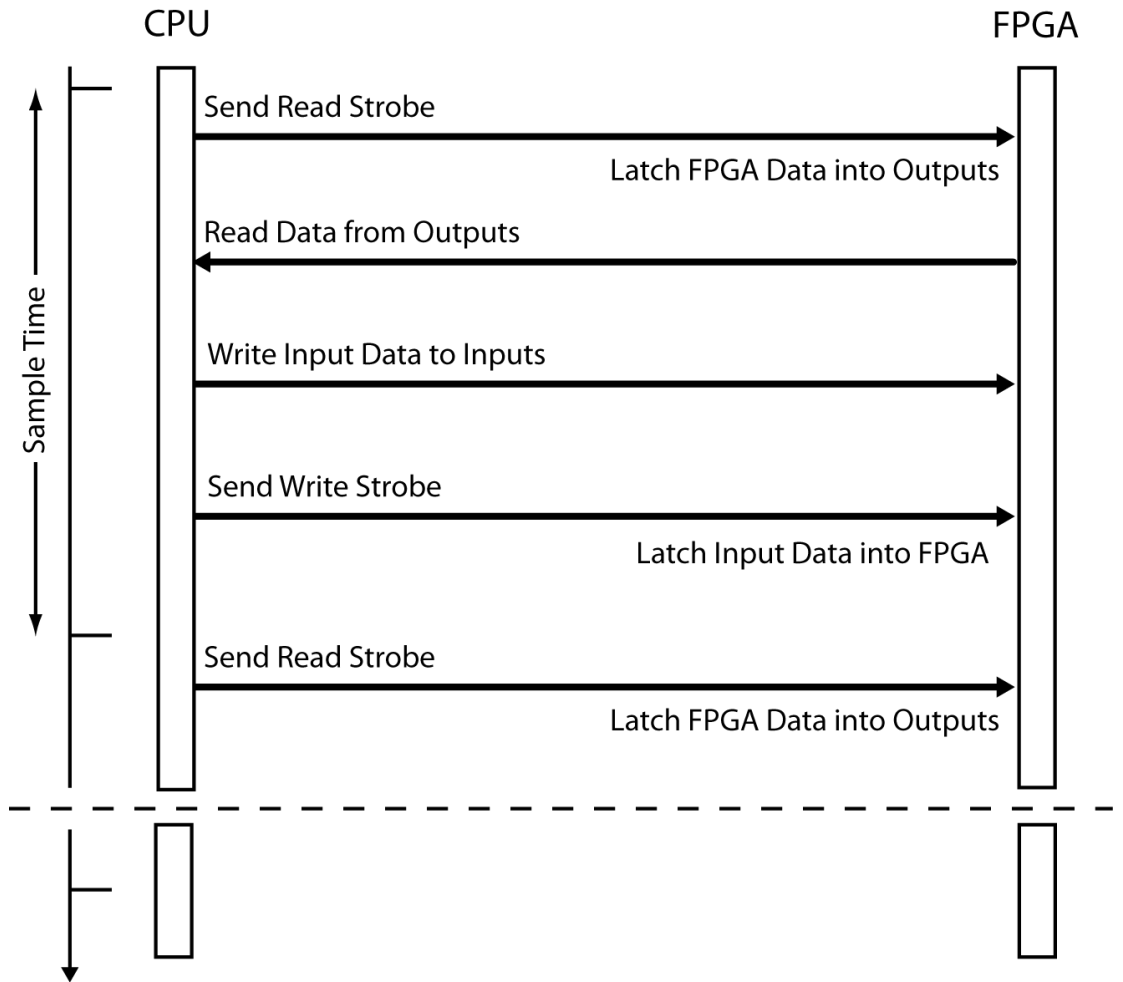 CPU
FPGA
Send Read Strobe
Latch FPGA Data into Outputs
Read Data from Outputs
Sample Time
Write Input Data to Inputs
Send Write Strobe
Latch Input Data into FPGA
Send Read Strobe
Latch FPGA Data into Outputs